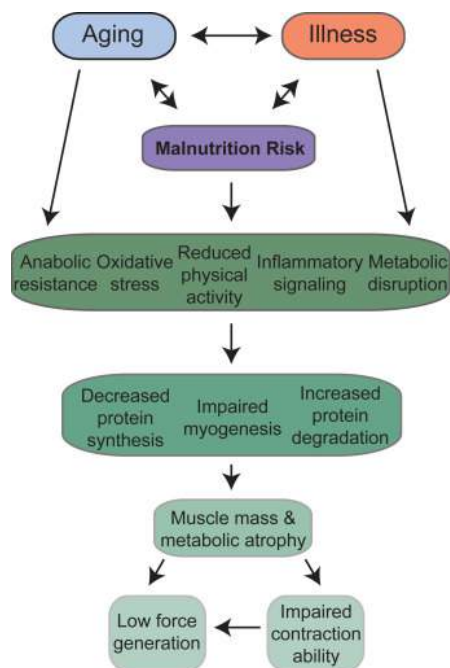 Aging
Illness
Malnutrition Risk
Anabolic
resistance
Oxidative
stress
Reduced
physical
activity
Inflammatory
signaling
Metabolic
disruption
Decreased
protein
synthesis
Impaired
myogenesis
Increased
protein
degradation
Muscle mass &
metabolic atrophy
Low force
generation
Impaired
contraction
ability